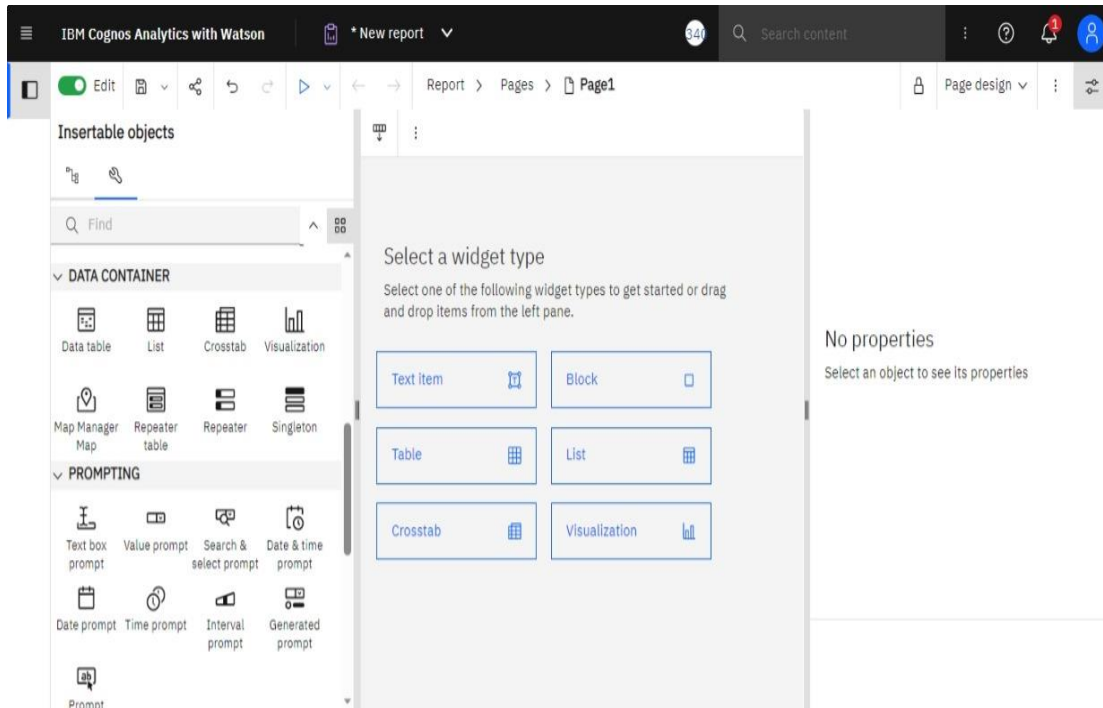 IBM Cognos Analytics with Watson
* New report
340
Search content
1
Edit
Report > Pages > Page1
Page design
Insertable objects
Find
DATA CONTAINER
Data table
List
Crosstab
Visualization
Map Manager
Map
Repeater
table
Repeater
Singleton
PROMPTING
Text box
prompt
Value prompt
Search &
select prompt
Date & time
prompt
Date prompt
Time prompt
Interval
prompt
Generated
prompt
Prompt
Select a widget type
Select one of the following widget types to get started or drag
and drop items from the left pane.
Text item
Block
Table
List
Crosstab
Visualization
No properties
Select an object to see its properties